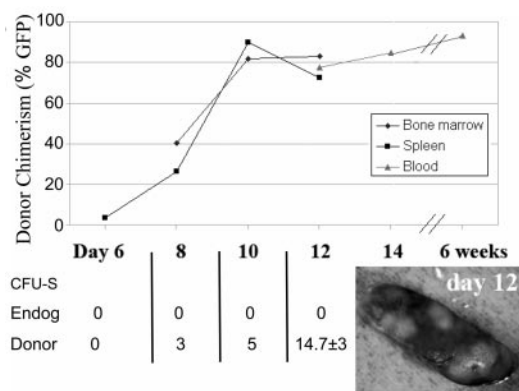 Donor Chimerism (% GFP)
100
80
60
40
20
0
Bone marrow
Spleen
Blood
Day 6 8 10 12 14 6 weeks
CFU-S
Endog 0 0 0 0
Donor 0 3 5 14.7±3
day 12